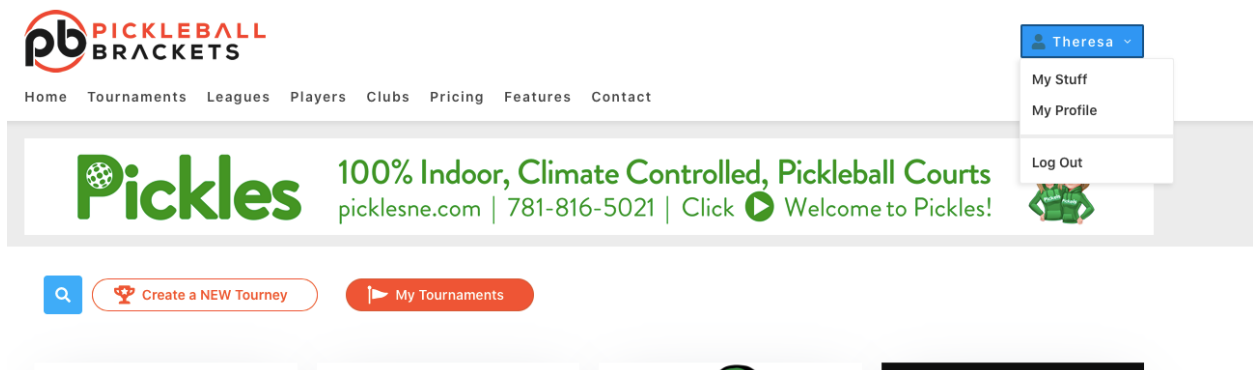 pb PICKLEBALL
BRACKETS
Theresa
My Stuff
My Profile
Log Out
Home Tournaments Leagues Players Clubs Pricing Features Contact
Pickles
100% Indoor, Climate Controlled, Pickleball Courts
picklesne.com | 781-816-5021 | Click Welcome to Pickles!
Create a NEW Tourney
My Tournaments